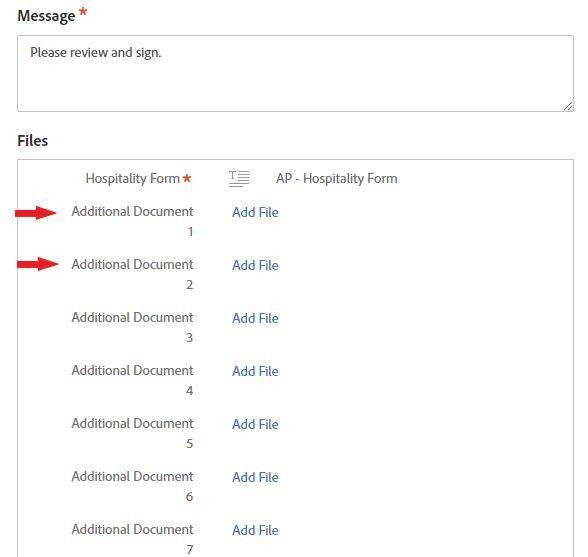 Message *
Please review and sign.
Files
Hospitality Form * AP - Hospitality Form
Additional Document Add File
1
Additional Document Add File
2
Additional Document Add File
3
Additional Document Add File
4
Additional Document Add File
5
Additional Document Add File
6
Additional Document Add File
7